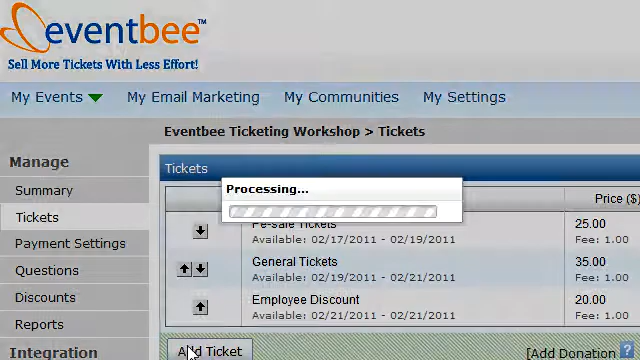 eventbee™
Sell More Tickets With Less Effort!
My Events My Email Marketing My Communities My Settings
Eventbee Ticketing Workshop > Tickets
Manage
Summary
Tickets
Payment Settings
Questions
Discounts
Reports
Integration
Tickets
Processing...
Price ($)
Pe-sale Tickets 25.00
Available: 02/17/2011 - 02/19/2011 Fee: 1.00
General Tickets 35.00
Available: 02/19/2011 - 02/21/2011 Fee: 1.00
Employee Discount 20.00
Available: 02/19/2011 - 02/21/2011 Fee: 1.00
Add Ticket [Add Donation ?